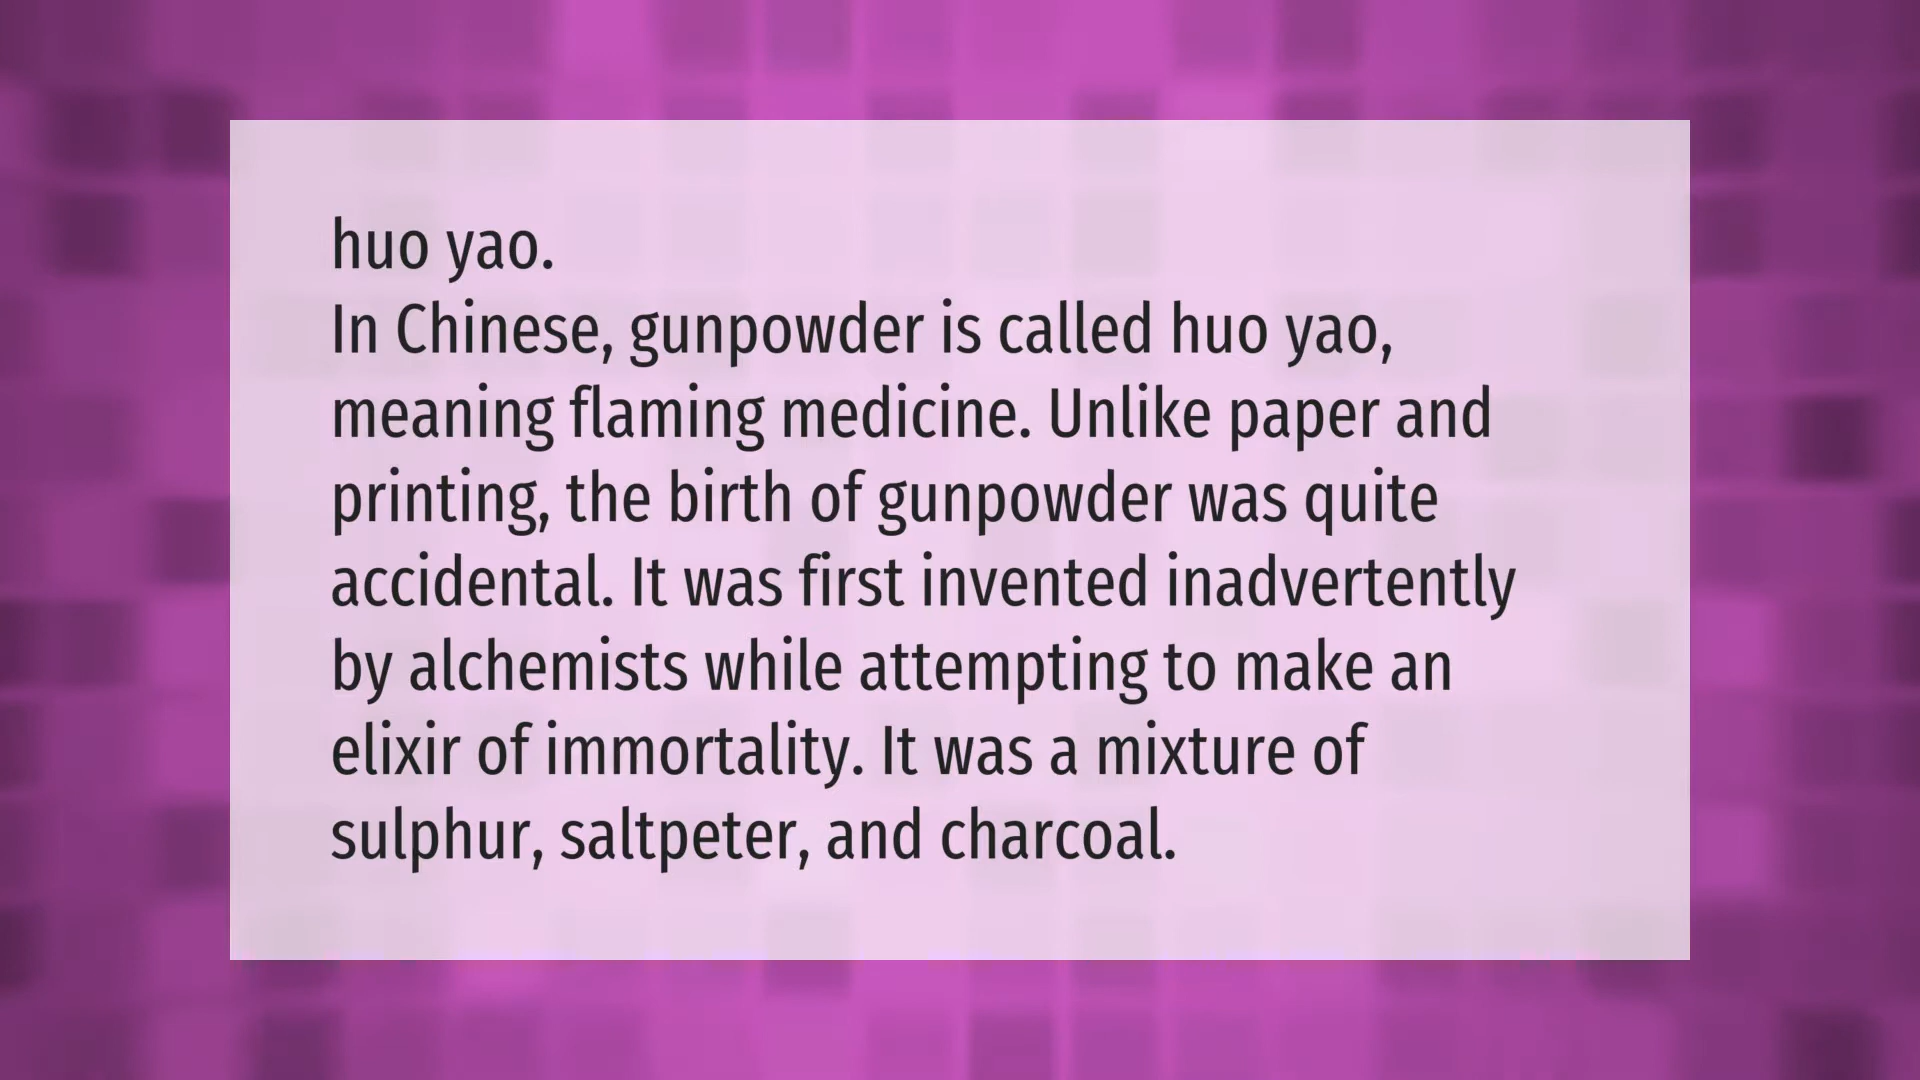 huo yao.
In Chinese, gunpowder is called huo yao,
meaning flaming medicine. Unlike paper and
printing, the birth of gunpowder was quite
accidental. It was first invented inadvertently
by alchemists while attempting to make an
elixir of immortality. It was a mixture of
sulphur, saltpeter, and charcoal.